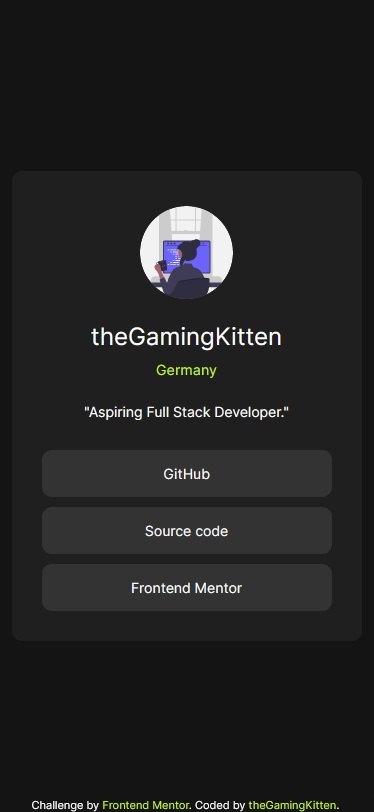 theGamingKitten
Germany
"Aspiring Full Stack Developer."
GitHub
Source code
Frontend Mentor
Challenge by Frontend Mentor. Coded by theGamingKitten.